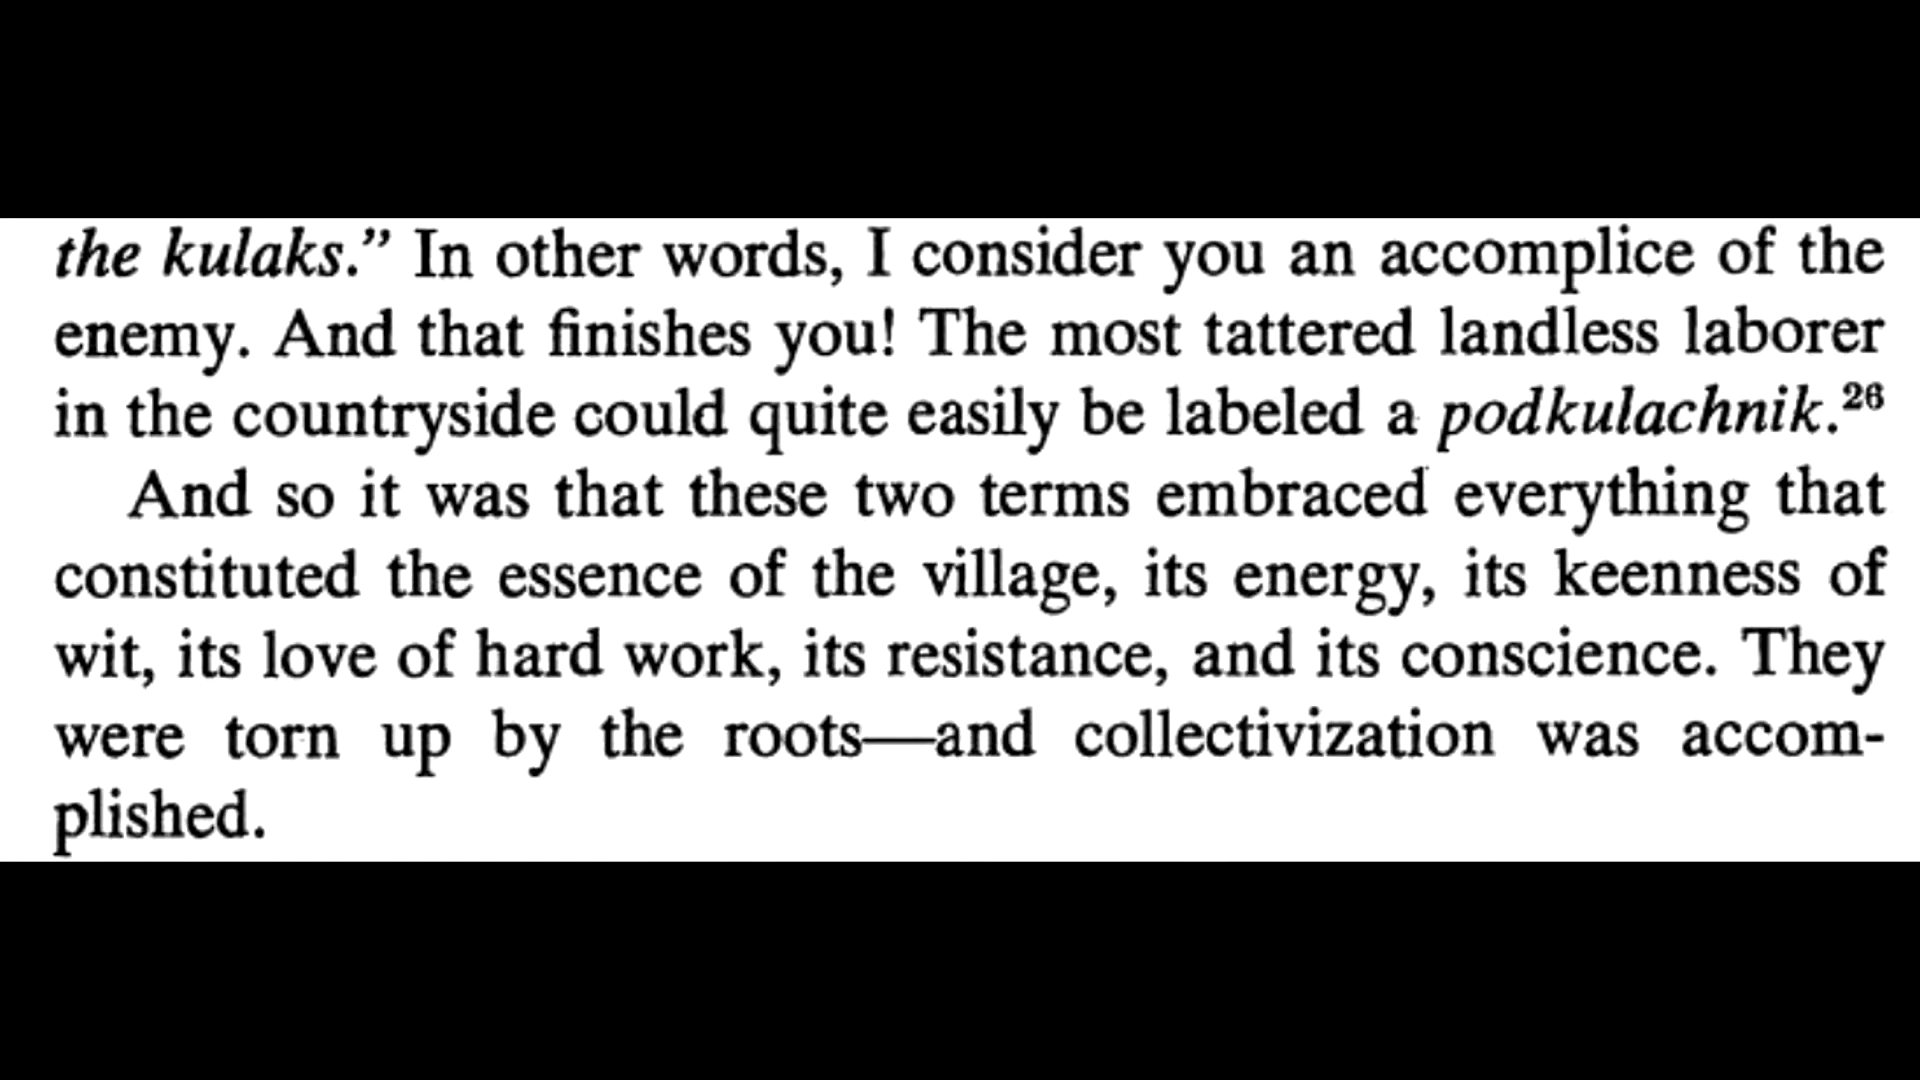 the kulaks.” In other words, I consider you an accomplice of the
enemy. And that finishes you! The most tattered landless laborer
in the countryside could quite easily be labeled a podkulachnik.²⁶
And so it was that these two terms embraced everything that
constituted the essence of the village, its energy, its keenness of
wit, its love of hard work, its resistance, and its conscience. They
were torn up by the roots—and collectivization was accom-
plished.